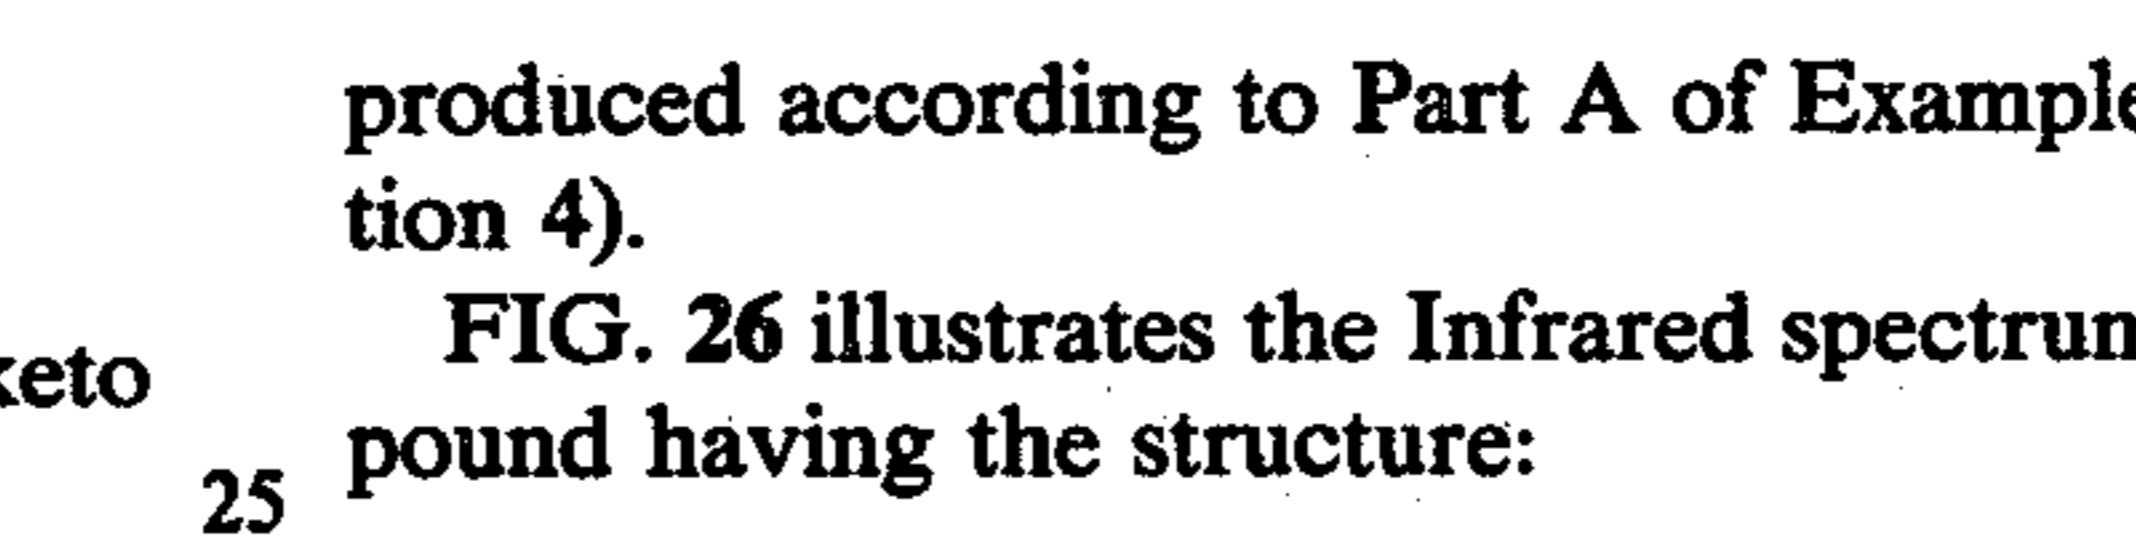 produced according to Part A of Example
tion 4).
FIG. 26 illustrates the Infrared
pound having the structure:
keto
25